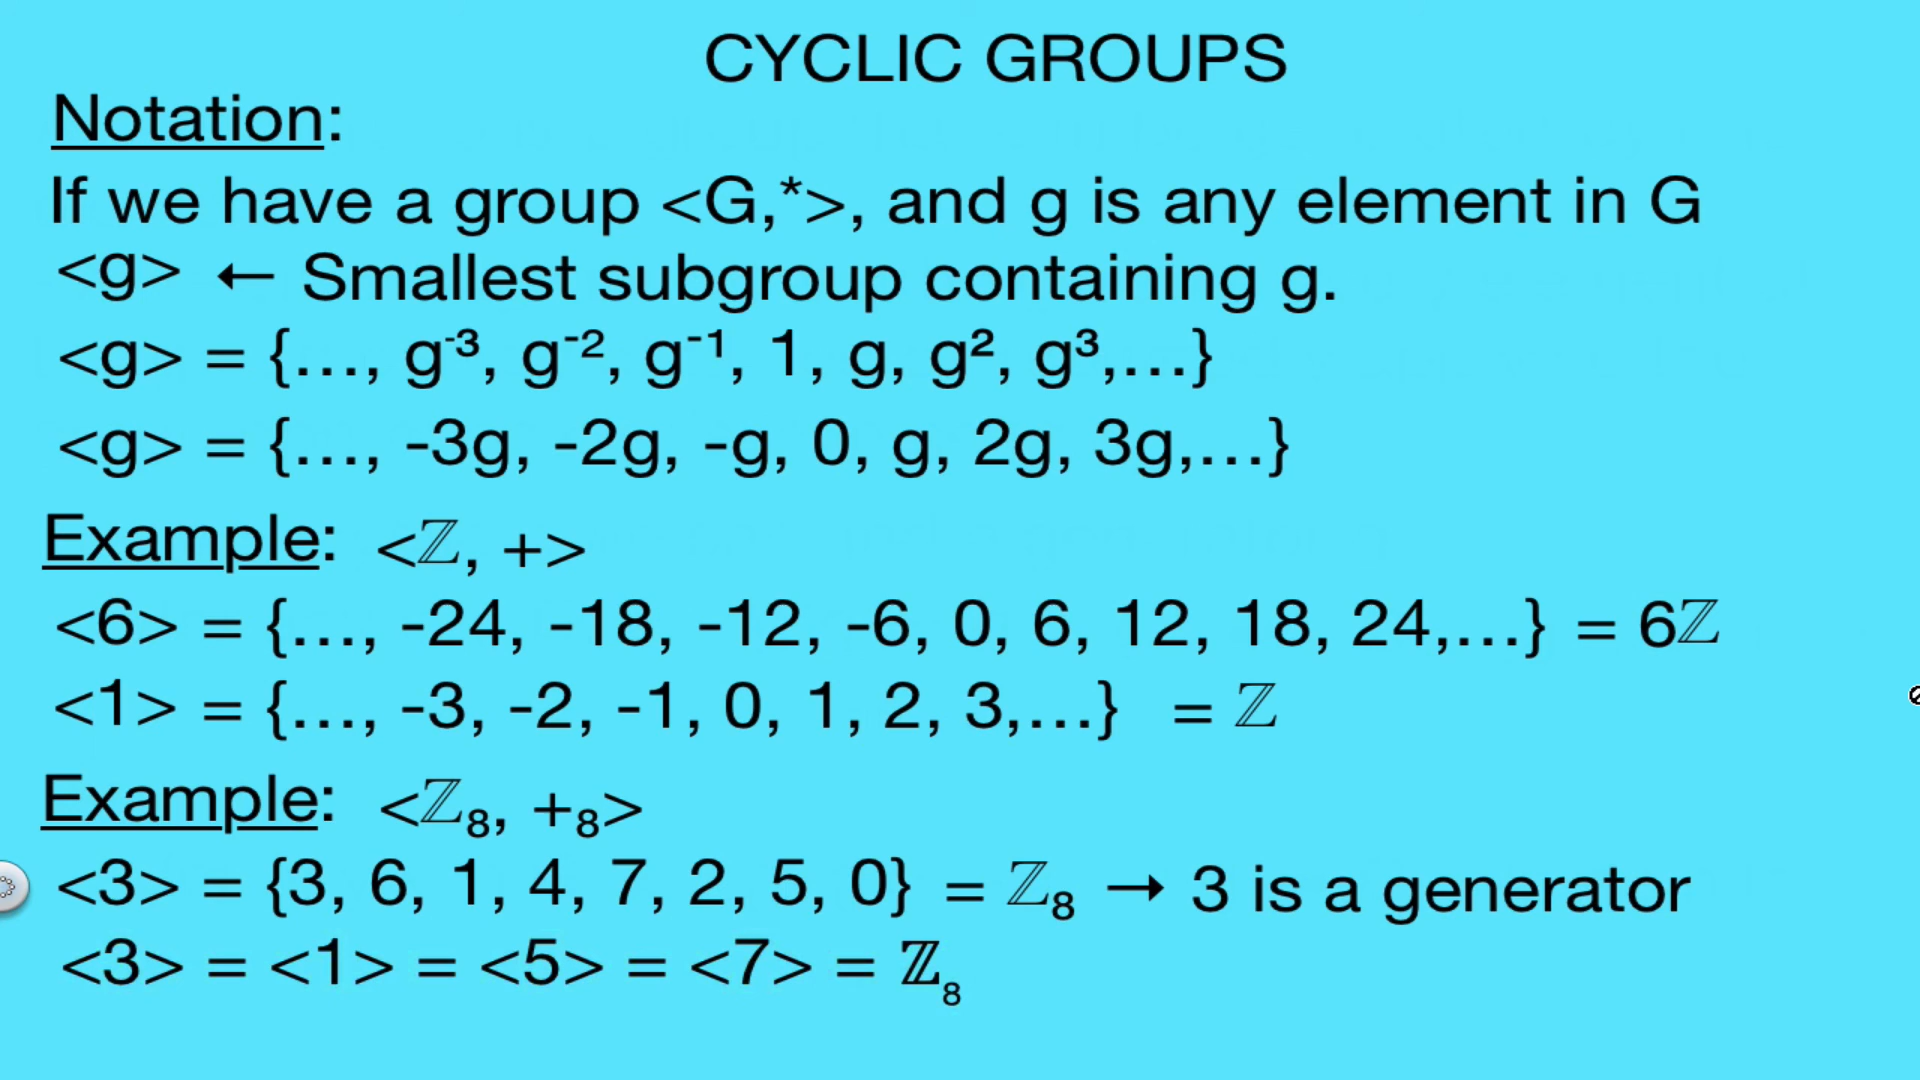 CYCLIC GROUPS
Notation:
If we have a group <G,*>, and g is any element in G
<g> ← Smallest subgroup containing g.
<g> = {…, g⁻³, g⁻², g⁻¹, 1, g, g², g³,…}
<g> = {…, -3g, -2g, -g, 0, g, 2g, 3g,…}
Example: <ℤ, +>
<6> = {…, -24, -18, -12, -6, 0, 6, 12, 18, 24,…} = 6ℤ
<1> = {…, -3, -2, -1, 0, 1, 2, 3,…} = ℤ
Example: <ℤ₈, +₈>
<3> = {3, 6, 1, 4, 7, 2, 5, 0} = ℤ₈ → 3 is a generator
<3> = <1> = <5> = <7> = ℤ₈